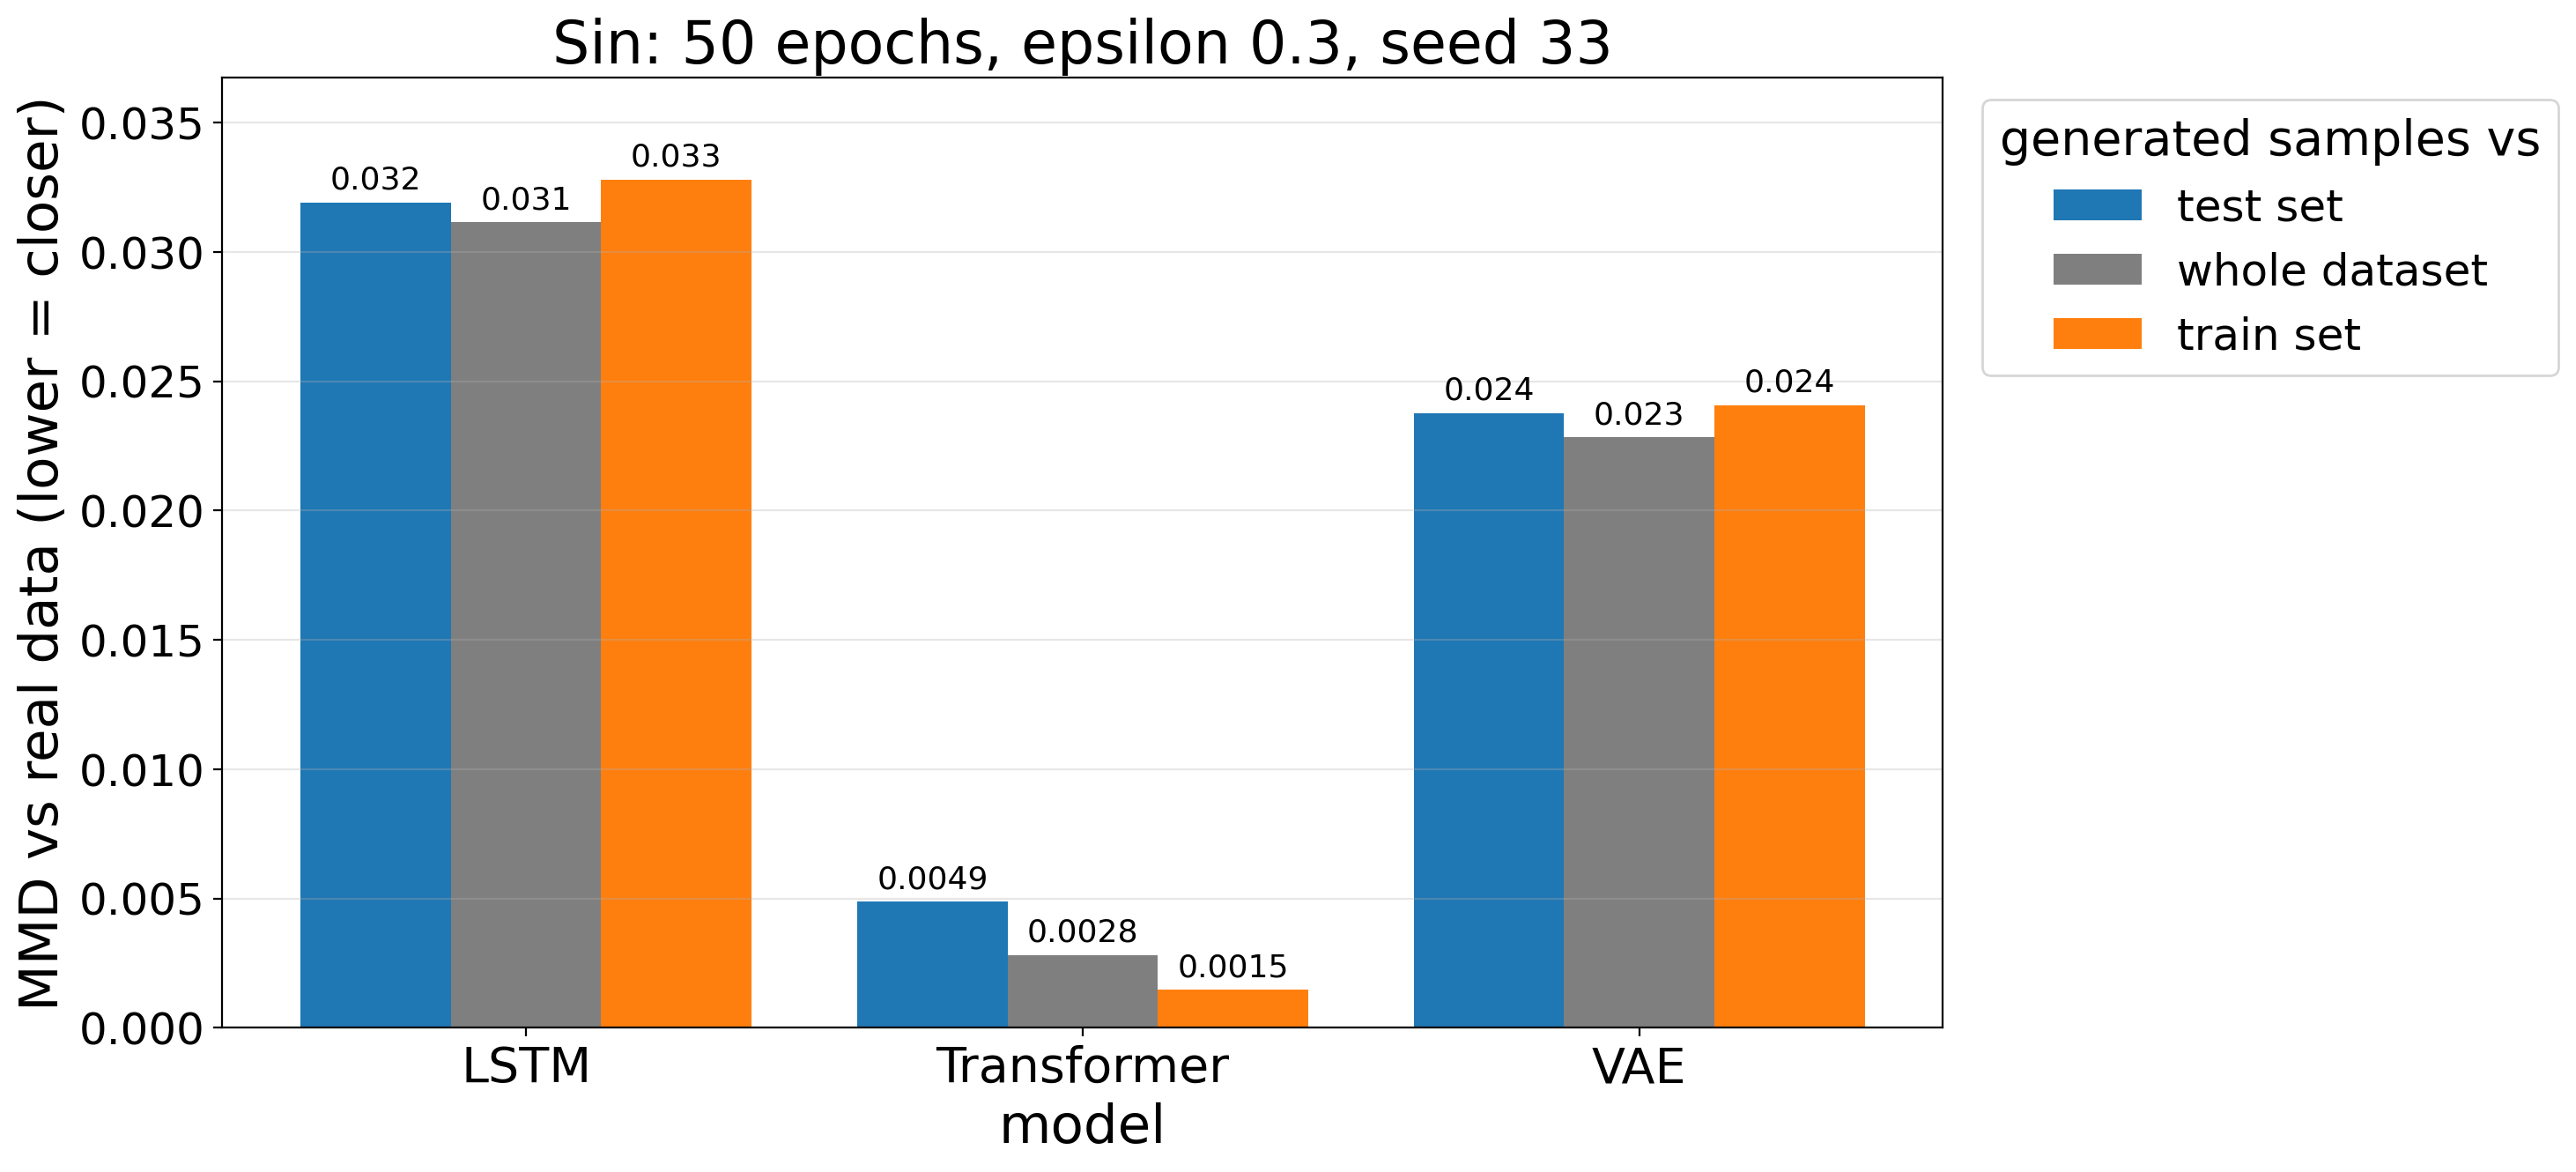 Sin: 50 epochs, epsilon 0.3, seed 33
MMD vs real data (lower = closer)
0.035
0.030
0.025
0.020
0.015
0.010
0.005
0.000
0.032
0.031
0.033
0.0049
0.0028
0.0015
0.024
0.023
0.024
LSTM
Transformer
VAE
model
generated samples vs
test set
whole dataset
train set